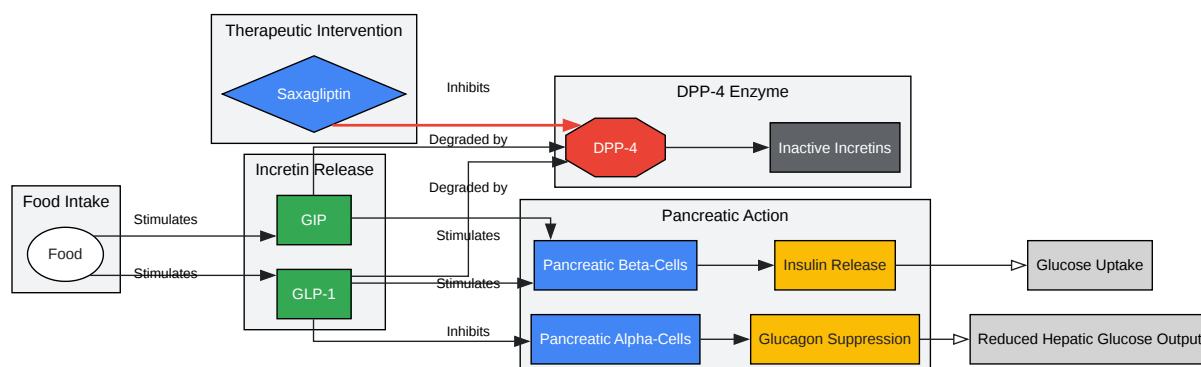 Therapeutic Intervention
Saxagliptin
Inhibits
DPP-4 Enzyme
DPP-4
Inactive Incretins
Degraded by
Incretin Release
Degraded by
Food Intake
Food
Stimulates
Stimulates
GIP
GLP-1
Pancreatic Action
Stimulates
Pancreatic Beta-Cells
Insulin Release
Glucose Uptake
Stimulates
Inhibits
Pancreatic Alpha-Cells
Glucagon Suppression
Reduced Hepatic Glucose Output